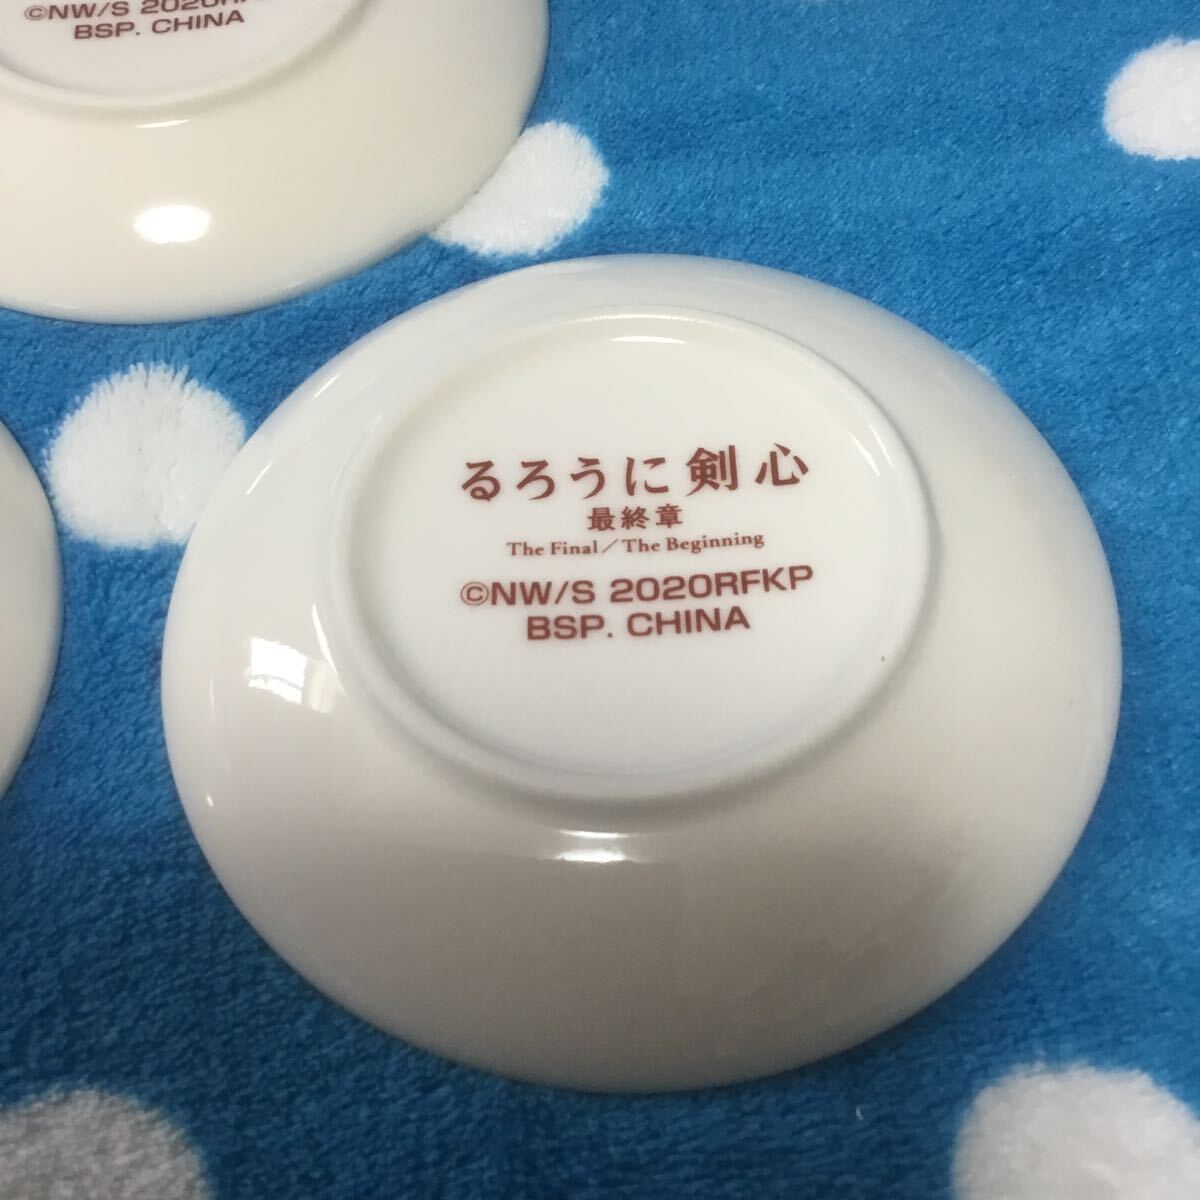 ©NW/S 2020
BSP. CHINA
るろうに剣心
最終章
The Final／The Beginning
©NW/S 2020RFKP
BSP. CHINA